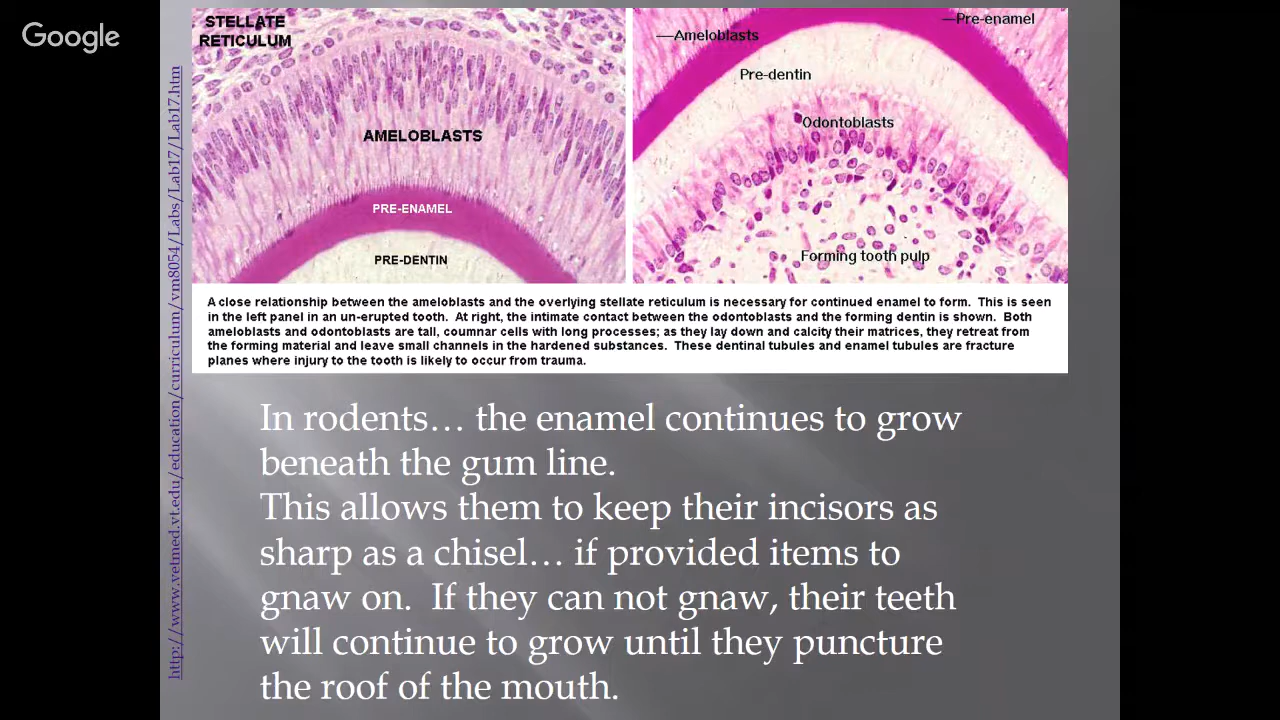 Google
http://www.vetmed.vt.edu/education/curriculum/vm8054/Labs/Lab17/Lab17.htm
STELLATE
RETICULUM
AMELOBLASTS
PRE-ENAMEL
PRE-DENTIN
Pre-enamel
Ameloblasts
Pre-dentin
Odontoblasts
Forming tooth pulp
A close relationship between the ameloblasts and the overlying stellate reticulum is necessary for continued enamel to form. This is seen
in the left panel in an un-erupted tooth. At right, the intimate contact between the odontoblasts and the forming dentin is shown. Both
ameloblasts and odontoblasts are tall, coumnar cells with long processes; as they lay down and calcity their matrices, they retreat from
the forming material and leave small channels in the hardened substances. These dentinal tubules and enamel tubules are fracture
planes where injury to the tooth is likely to occur from trauma.
In rodents… the enamel continues to grow
beneath the gum line.
This allows them to keep their incisors as
sharp as a chisel… if provided items to
gnaw on. If they can not gnaw, their teeth
will continue to grow until they puncture
the roof of the mouth.